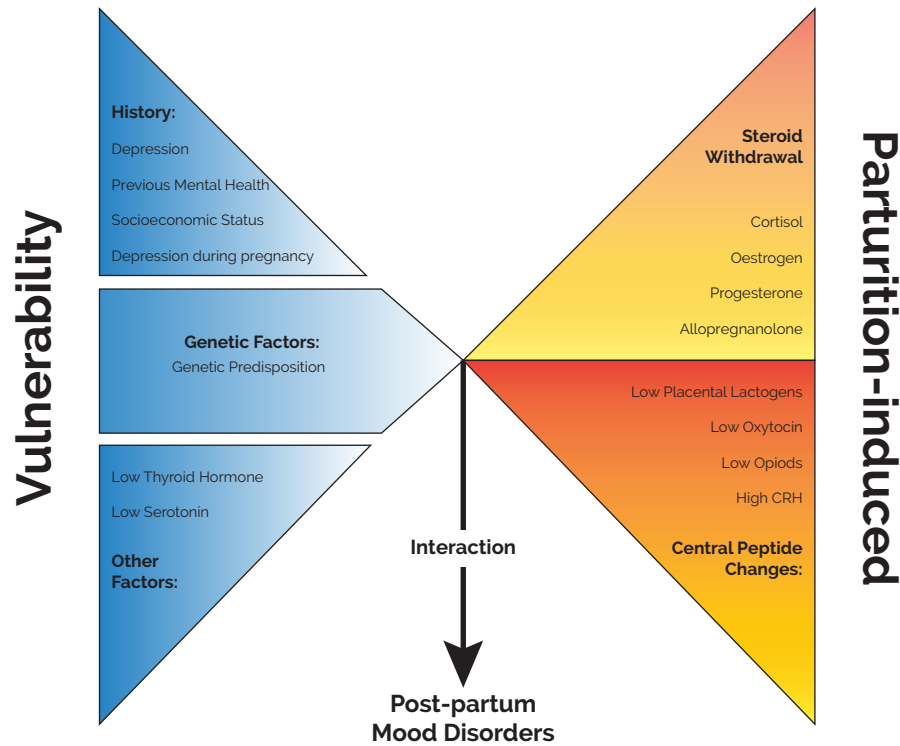 Vulnerability
History:
Depression
Previous Mental Health
Socioeconomic Status
Depression during pregnancy
Genetic Factors:
Genetic Predisposition
Low Thyroid Hormone
Low Serotonin
Other
Factors:
Steroid
Withdrawal
Cortisol
Oestrogen
Progesterone
Allopregnanolone
Low Placental Lactogens
Low Oxytocin
Low Opiods
High CRH
Central Peptide
Changes:
Parturition-induced
Interaction
Post-partum
Mood Disorders